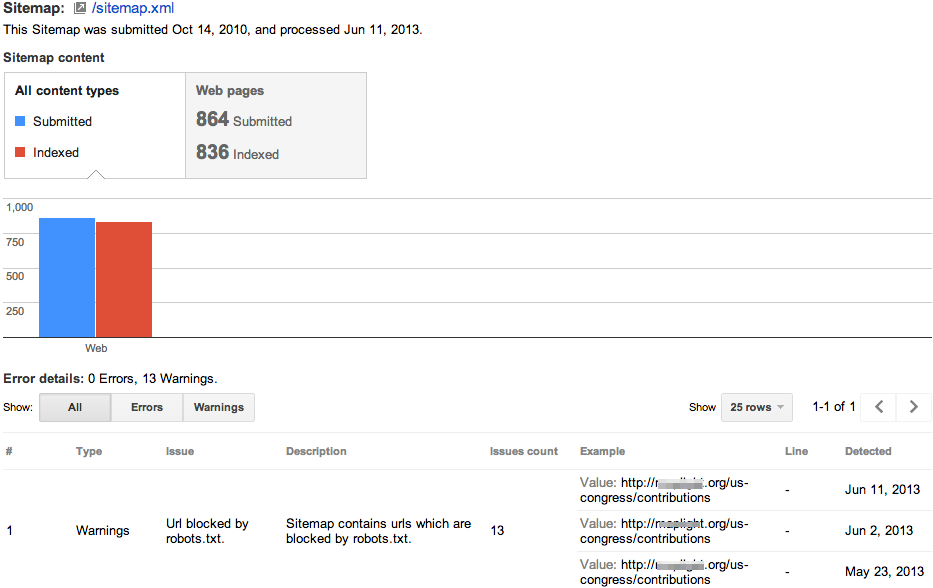 Sitemap: /sitemap.xml
This Sitemap was submitted Oct 14, 2010, and processed Jun 11, 2013.
Sitemap content
All content types
Submitted
Indexed
Web pages
864 Submitted
836 Indexed
1,000
750
500
250
Web
Error details: 0 Errors, 13 Warnings.
Show: All Errors Warnings Show 25 rows 1-1 of 1
# Type Issue Description Issues count Example Line Detected
1 Warnings
Url blocked by
robots.txt.
Sitemap contains urls which are
blocked by robots.txt.
13
Value: http:// .org/us-
congress/contributions
- Jun 11, 2013
Value: http:// .org/us-
congress/contributions
- Jun 2, 2013
Value: http:// .org/us-
congress/contributions
- May 23, 2013